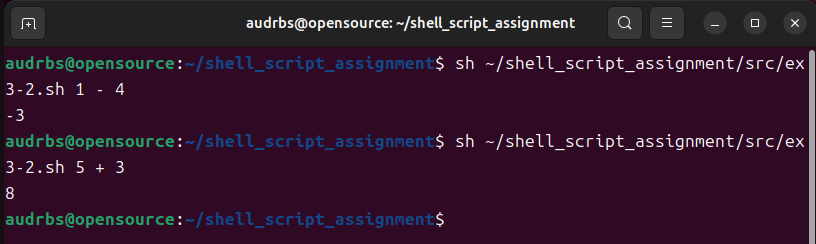 audrbs@opensource: ~/shell_script_assignment
audrbs@opensource:~/shell_script_assignment$ sh ~/shell_script_assignment/src/ex
3-2.sh 1 - 4
-3
audrbs@opensource:~/shell_script_assignment$ sh ~/shell_script_assignment/src/ex
3-2.sh 5 + 3
8
audrbs@opensource:~/shell_script_assignment$